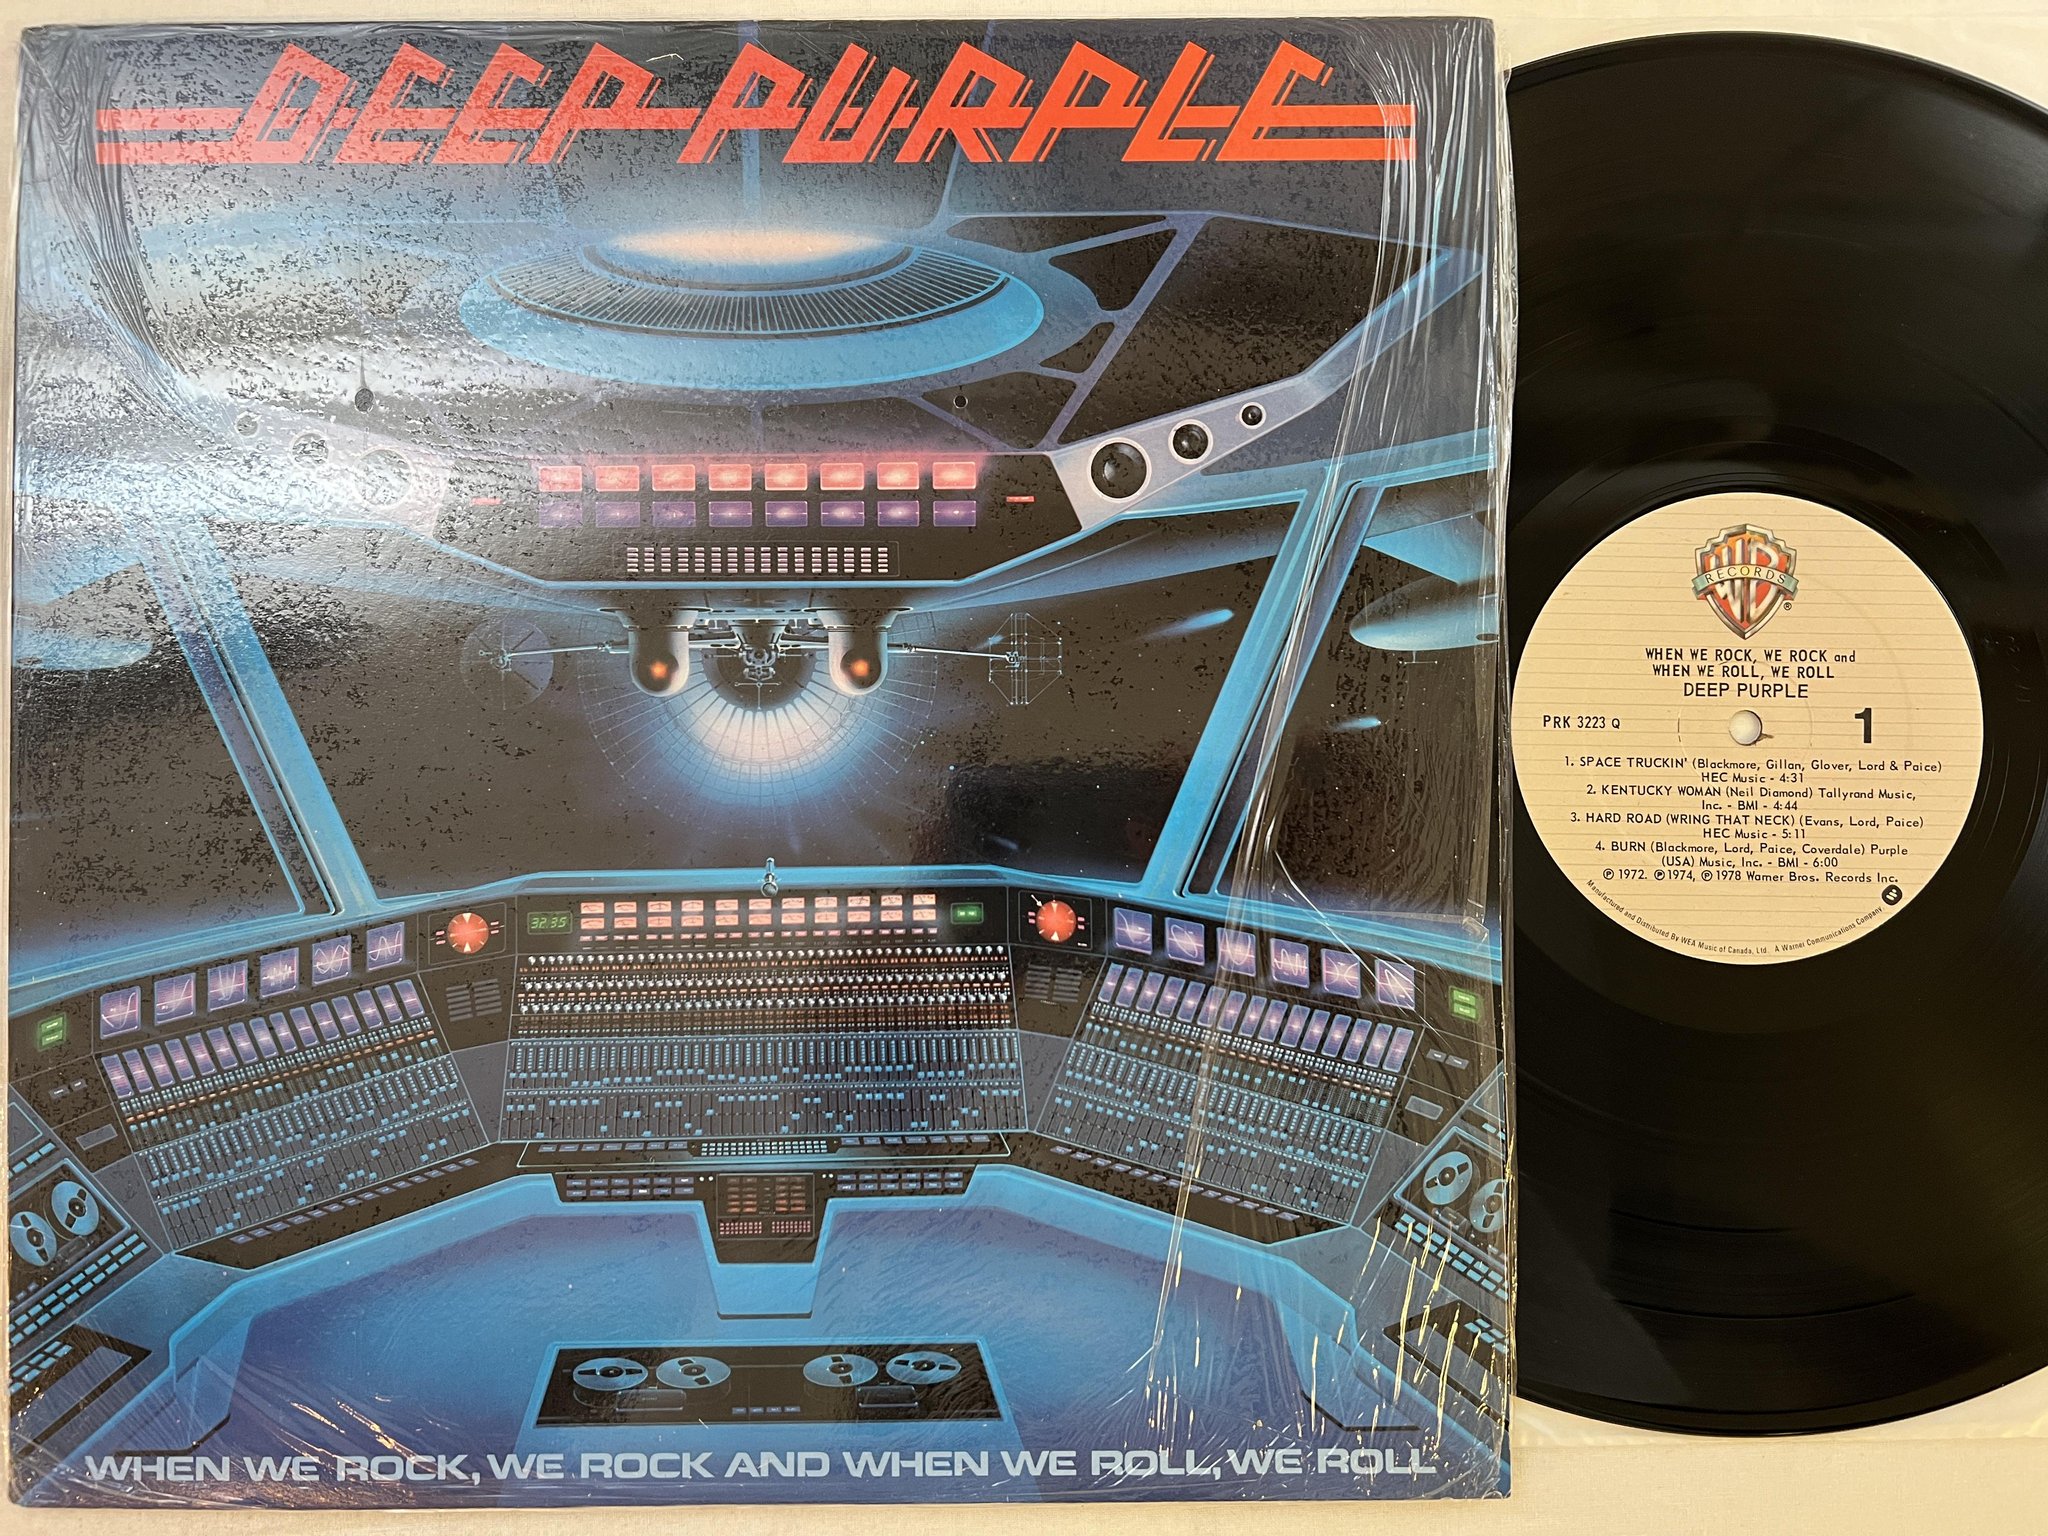 DEEP PURPLE
32:35
WHEN WE ROCK, WE ROCK AND WHEN WE ROLL, WE ROLL
WB
RECORDS
®
WHEN WE ROCK, WE ROCK and
WHEN WE ROLL, WE ROLL
DEEP PURPLE
PRK 3223 Q
1
1. SPACE TRUCKIN' (Blackmore, Gillan, Glover, Lord & Paice)
HEC Music - 4:31
2. KENTUCKY WOMAN (Neil Diamond) Tallyrand Music,
Inc. - BMI - 4:44
3. HARD ROAD (WRING THAT NECK) (Evans, Lord, Paice)
HEC Music - 5:11
4. BURN (Blackmore, Lord, Paice, Coverdale) Purple
(USA) Music, Inc. - BMI - 6:00
℗ 1972. ℗ 1974, ℗ 1978 Warner Bros. Records Inc.
Manufactured and Distributed By WEA Music of Canada, Ltd. A Warner Communications Company